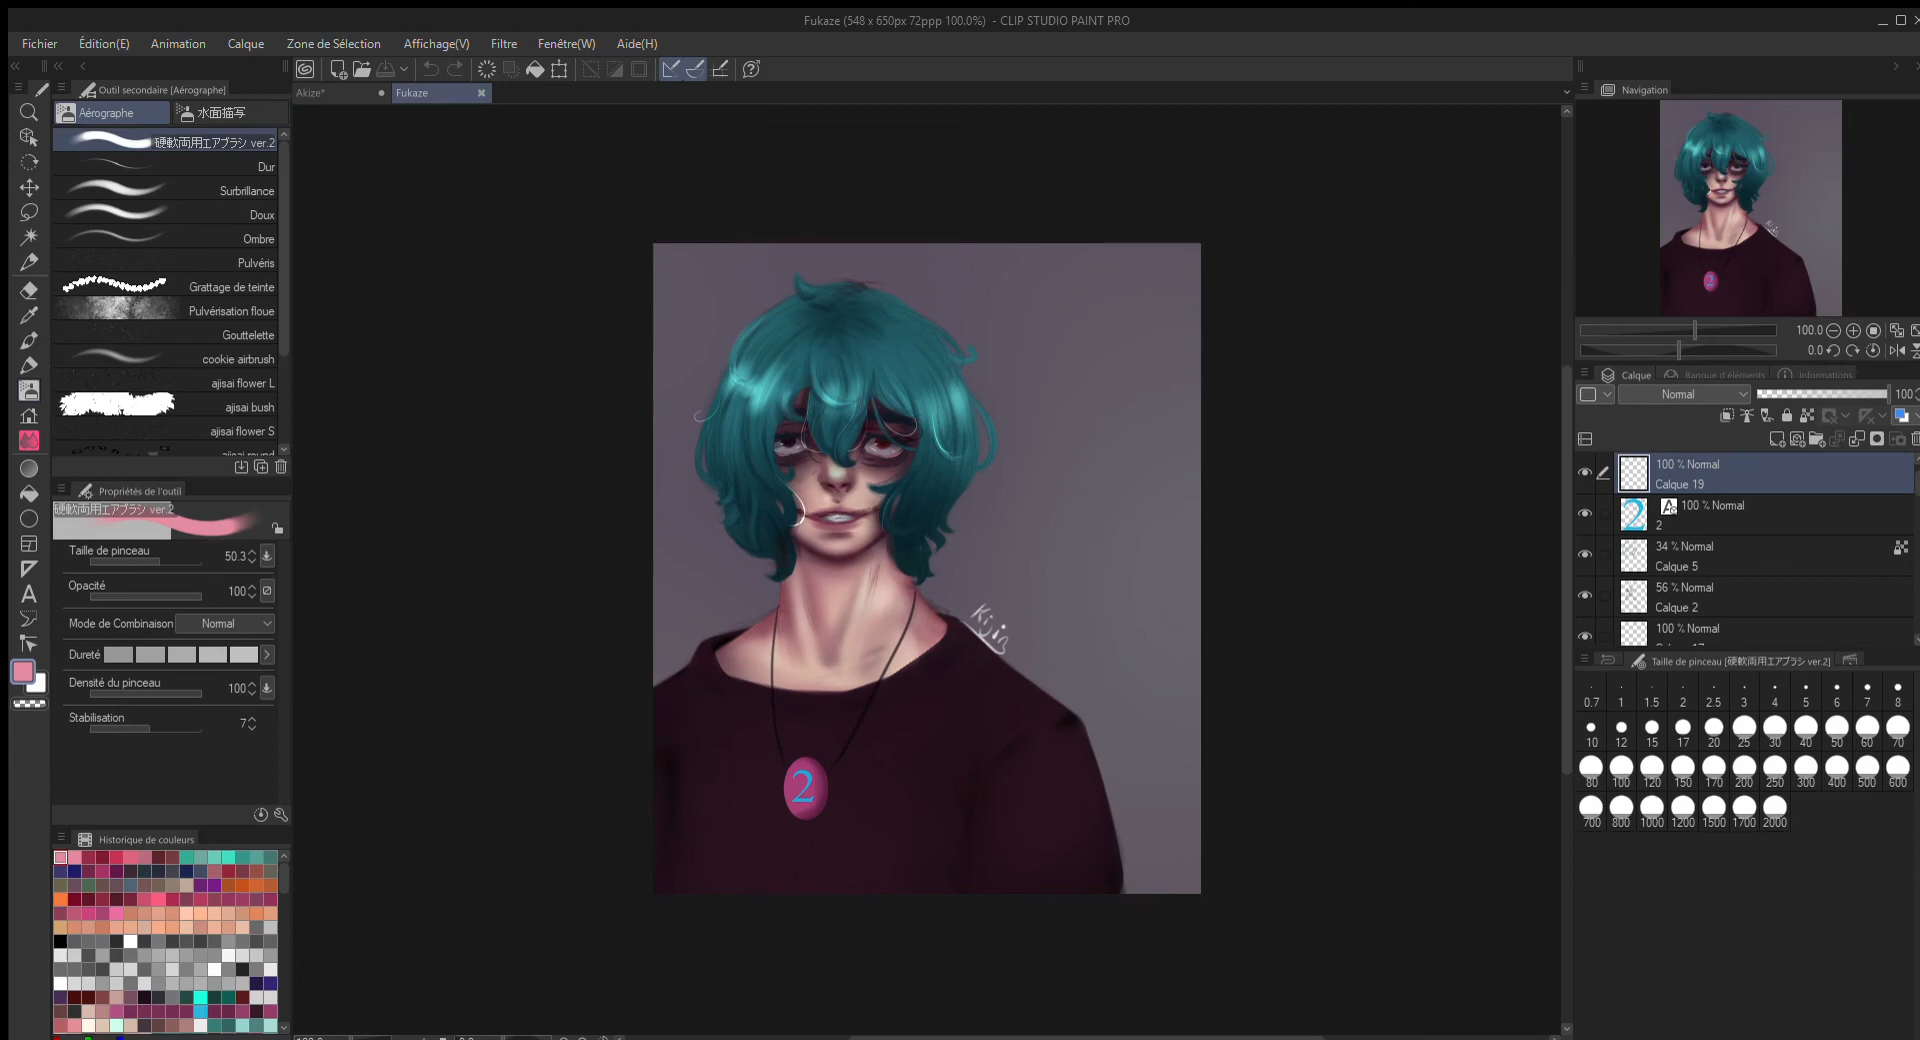 Fukaze (548 x 650px 72ppp 100.0%) - CLIP STUDIO PAINT PRO
Fichier Édition(E) Animation Calque Zone de Sélection Affichage(V) Filtre Fenêtre(W) Aide(H)
Outil secondaire [Aérographe]
Aérographe 水面描写
硬軟両用エアブラシ ver.2
Dur
Surbrillance
Doux
Ombre
Pulvéris
Grattage de teinte
Pulvérisation floue
Gouttelette
cookie airbrush
ajisai flower L
ajisai bush
ajisai flower S
ajisai round
Propriétés de l'outil
硬軟両用エアブラシ ver.2
Taille de pinceau 50.3
Opacité 100
Mode de Combinaison Normal
Dureté
Densité du pinceau 100
Stabilisation 7
Historique de couleurs
Akize*
Fukaze
Kijia
2
Navigation
100.0
0.0
Calque Banque d'éléments Informations
Normal 100
100 % Normal
Calque 19
100 % Normal
2
34 % Normal
Calque 5
56 % Normal
Calque 2
100 % Normal
Taille de pinceau [硬軟両用エアブラシ ver.2]
0.7 1 1.5 2 2.5 3 4 5 6 7 8
10 12 15 17 20 25 30 40 50 60 70
80 100 120 150 170 200 250 300 400 500 600
700 800 1000 1200 1500 1700 2000